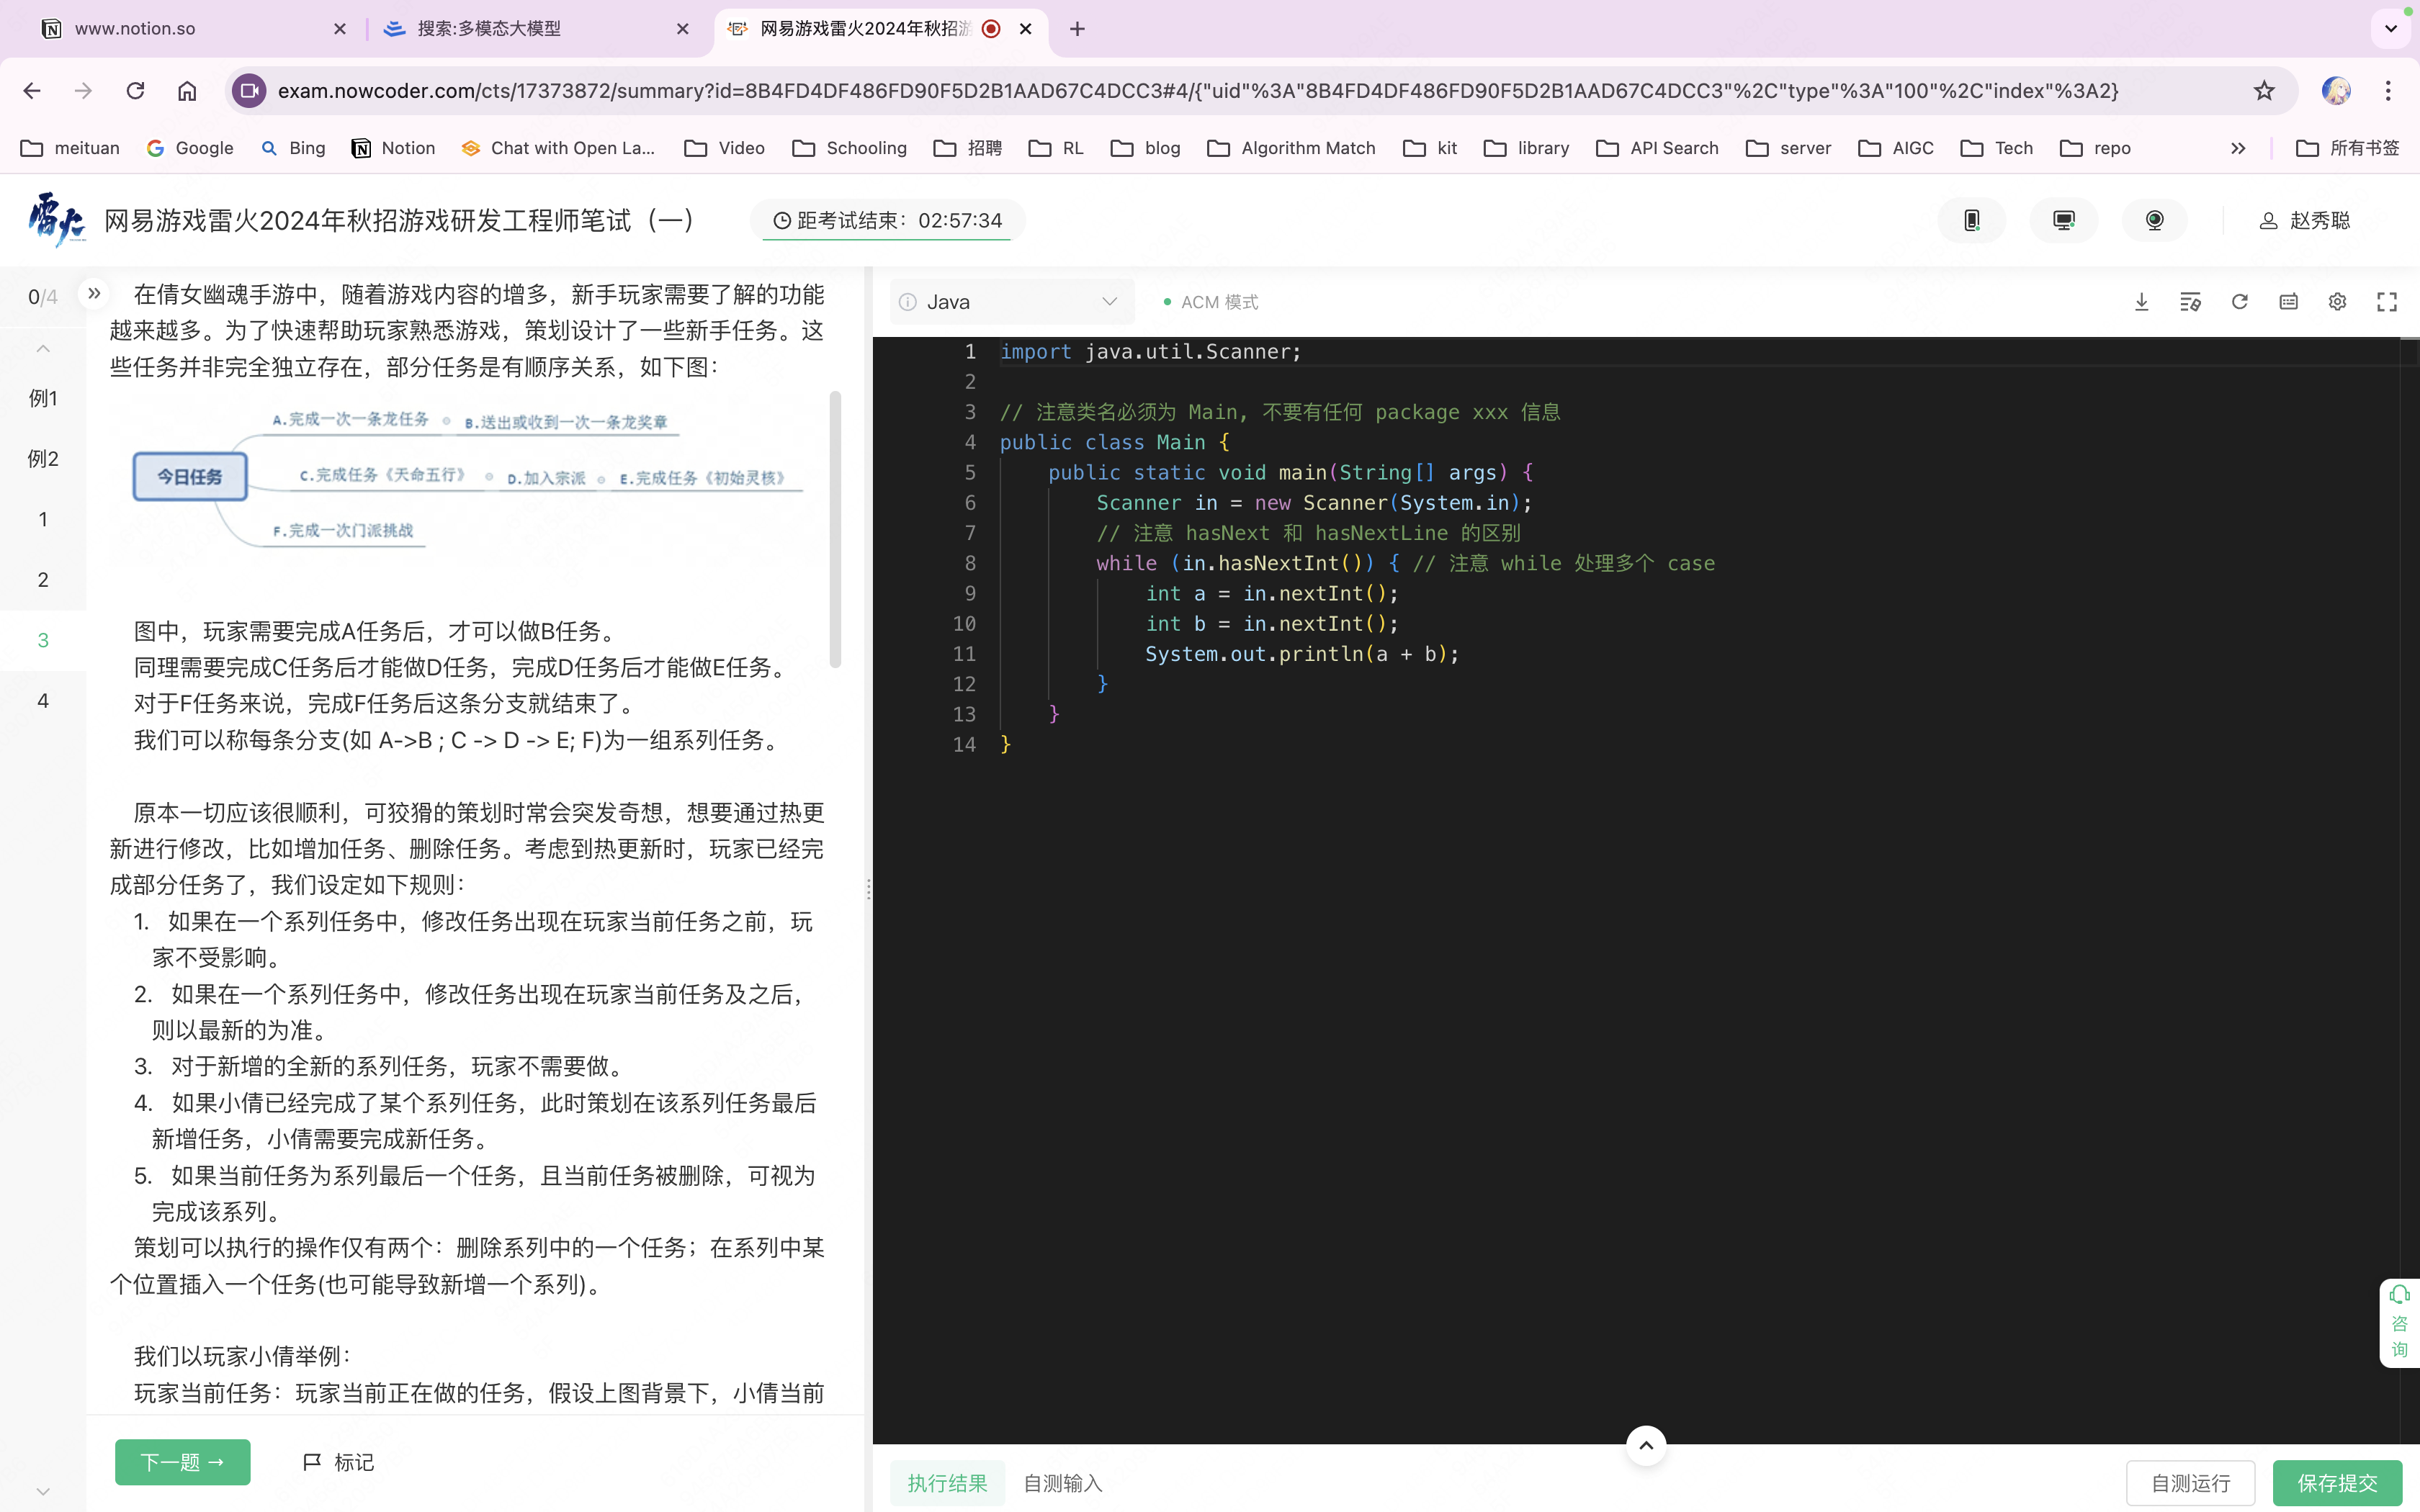 www.notion.so
搜索:多模态大模型
网易游戏雷火2024年秋招游
exam.nowcoder.com/cts/17373872/summary?id=8B4FD4DF486FD90F5D2B1AAD67C4DCC3#4/{"uid"%3A"8B4FD4DF486FD90F5D2B1AAD67C4DCC3"%2C"type"%3A"100"%2C"index"%3A2}
meituan Google Bing Notion Chat with Open La... Video Schooling 招聘 RL blog Algorithm Match kit library API Search server AIGC Tech repo 所有书签
雷火 网易游戏雷火2024年秋招游戏研发工程师笔试（一） 距考试结束：02:57:34 赵秀聪
0/4
例1
例2
1
2
3
4
在倩女幽魂手游中，随着游戏内容的增多，新手玩家需要了解的功能
越来越多。为了快速帮助玩家熟悉游戏，策划设计了一些新手任务。这
些任务并非完全独立存在，部分任务是有顺序关系，如下图：
A.完成一次一条龙任务 B.送出或收到一次一条龙奖章
今日任务
C.完成任务《天命五行》 D.加入宗派 E.完成任务《初始灵核》
F.完成一次门派挑战
图中，玩家需要完成A任务后，才可以做B任务。
同理需要完成C任务后才能做D任务，完成D任务后才能做E任务。
对于F任务来说，完成F任务后这条分支就结束了。
我们可以称每条分支(如 A->B ; C -> D -> E; F)为一组系列任务。
原本一切应该很顺利，可狡猾的策划时常会突发奇想，想要通过热更
新进行修改，比如增加任务、删除任务。考虑到热更新时，玩家已经完
成部分任务了，我们设定如下规则：
1. 如果在一个系列任务中，修改任务出现在玩家当前任务之前，玩
家不受影响。
2. 如果在一个系列任务中，修改任务出现在玩家当前任务及之后，
则以最新的为准。
3. 对于新增的全新的系列任务，玩家不需要做。
4. 如果小倩已经完成了某个系列任务，此时策划在该系列任务最后
新增任务，小倩需要完成新任务。
5. 如果当前任务为系列最后一个任务，且当前任务被删除，可视为
完成该系列。
策划可以执行的操作仅有两个：删除系列中的一个任务；在系列中某
个位置插入一个任务(也可能导致新增一个系列)。
我们以玩家小倩举例：
玩家当前任务：玩家当前正在做的任务，假设上图背景下，小倩当前
下一题 → 标记
Java ACM 模式
1 import java.util.Scanner;
2
3 // 注意类名必须为 Main, 不要有任何 package xxx 信息
4 public class Main {
5 public static void main(String[] args) {
6 Scanner in = new Scanner(System.in);
7 // 注意 hasNext 和 hasNextLine 的区别
8 while (in.hasNextInt()) { // 注意 while 处理多个 case
9 int a = in.nextInt();
10 int b = in.nextInt();
11 System.out.println(a + b);
12 }
13 }
14 }
咨
询
执行结果 自测输入 自测运行 保存提交